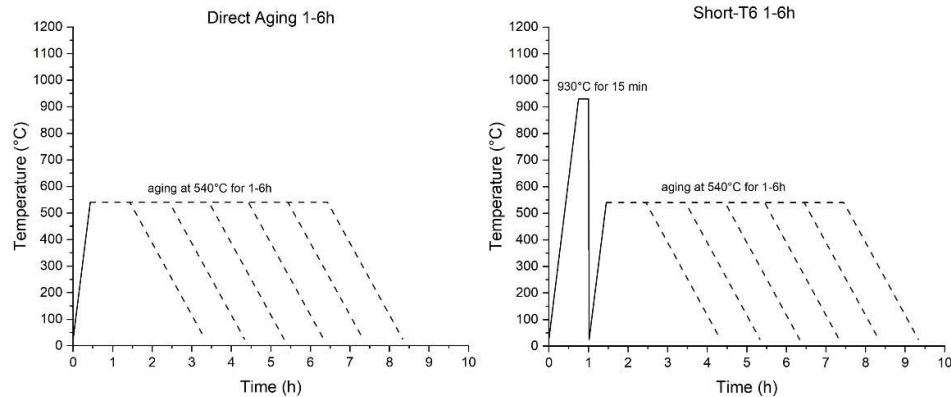 Direct Aging 1-6h
1200
1100
1000
900
800
700
600
500
400
300
200
100
0
Temperature (°C)
aging at 540°C for 1-6h
0 1 2 3 4 5 6 7 8 9 10
Time (h)
Short-T6 1-6h
1200
1100
1000
900
800
700
600
500
400
300
200
100
0
Temperature (°C)
930°C for 15 min
aging at 540°C for 1-6h
0 1 2 3 4 5 6 7 8 9 10
Time (h)